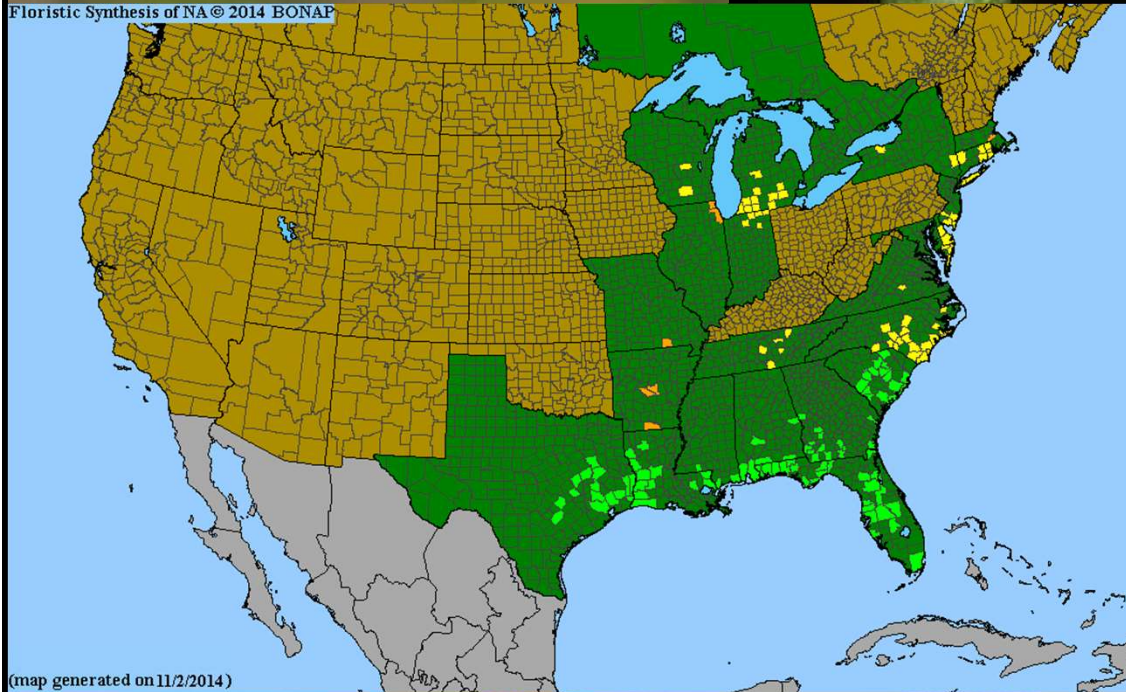 Floristic Synthesis of NA © 2014 BONAP
(map generated on 11/2/2014)